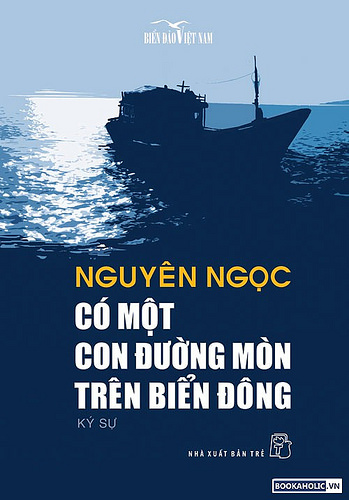 BIỂN ĐẢO VIỆT NAM
NGUYÊN NGỌC
CÓ MỘT
CON ĐƯỜNG MÒN
TRÊN BIỂN ĐÔNG
KÝ SỰ
NHÀ XUẤT BẢN TRẺ
BOOKAHOLIC.VN